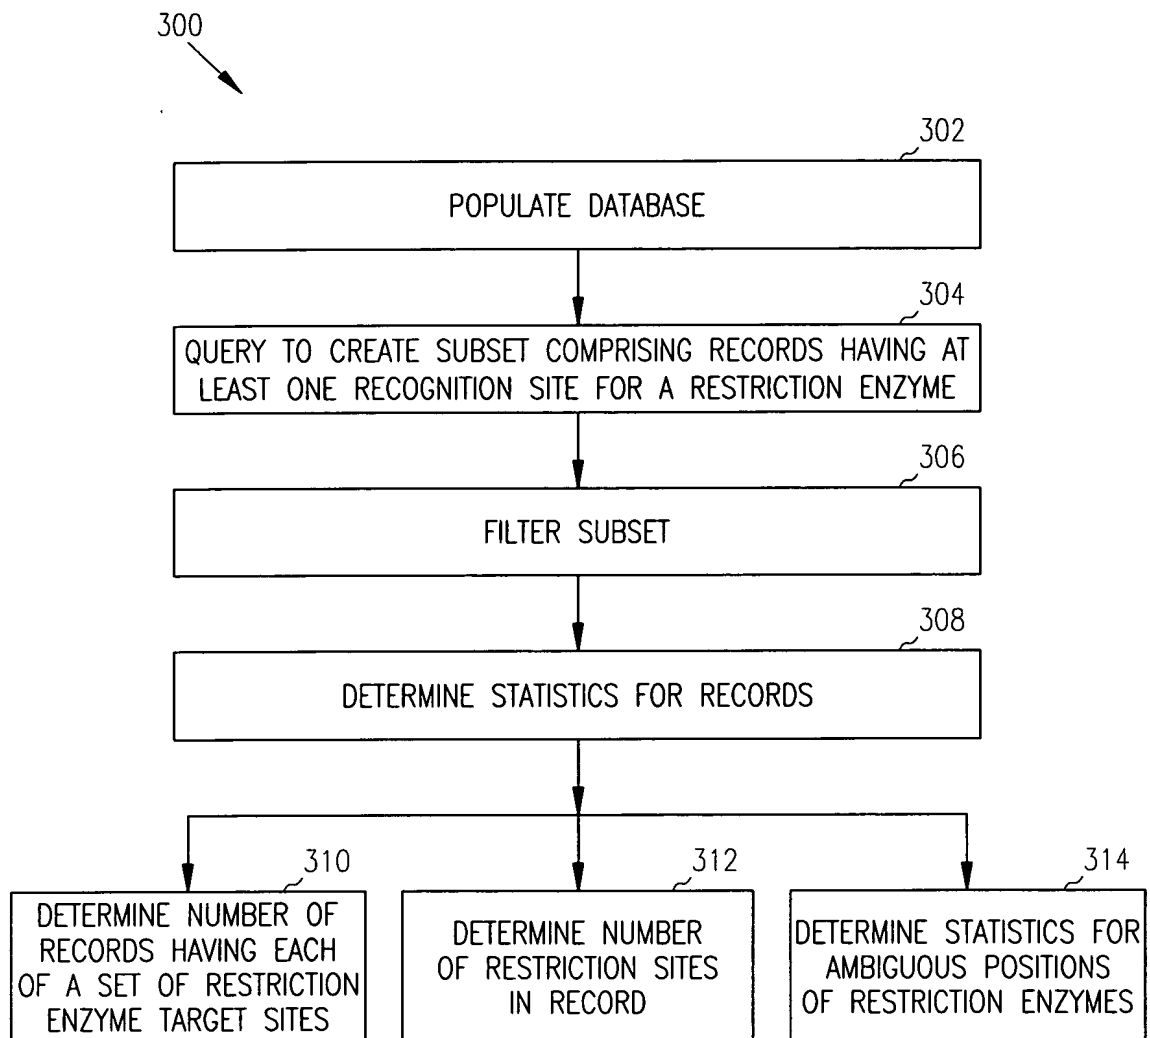 300
302
POPULATE DATABASE
304
QUERY TO CREATE SUBSET COMPRISING RECORDS HAVING AT
LEAST ONE RECOGNITION SITE FOR A RESTRICTION ENZYME
306
FILTER SUBSET
308
DETERMINE STATISTICS FOR RECORDS
310
DETERMINE NUMBER OF
RECORDS HAVING EACH
OF A SET OF RESTRICTION
ENZYME TARGET SITES
312
DETERMINE NUMBER
OF RESTRICTION SITES
IN RECORD
314
DETERMINE STATISTICS FOR
AMBIGUOUS POSITIONS
OF RESTRICTION ENZYMES